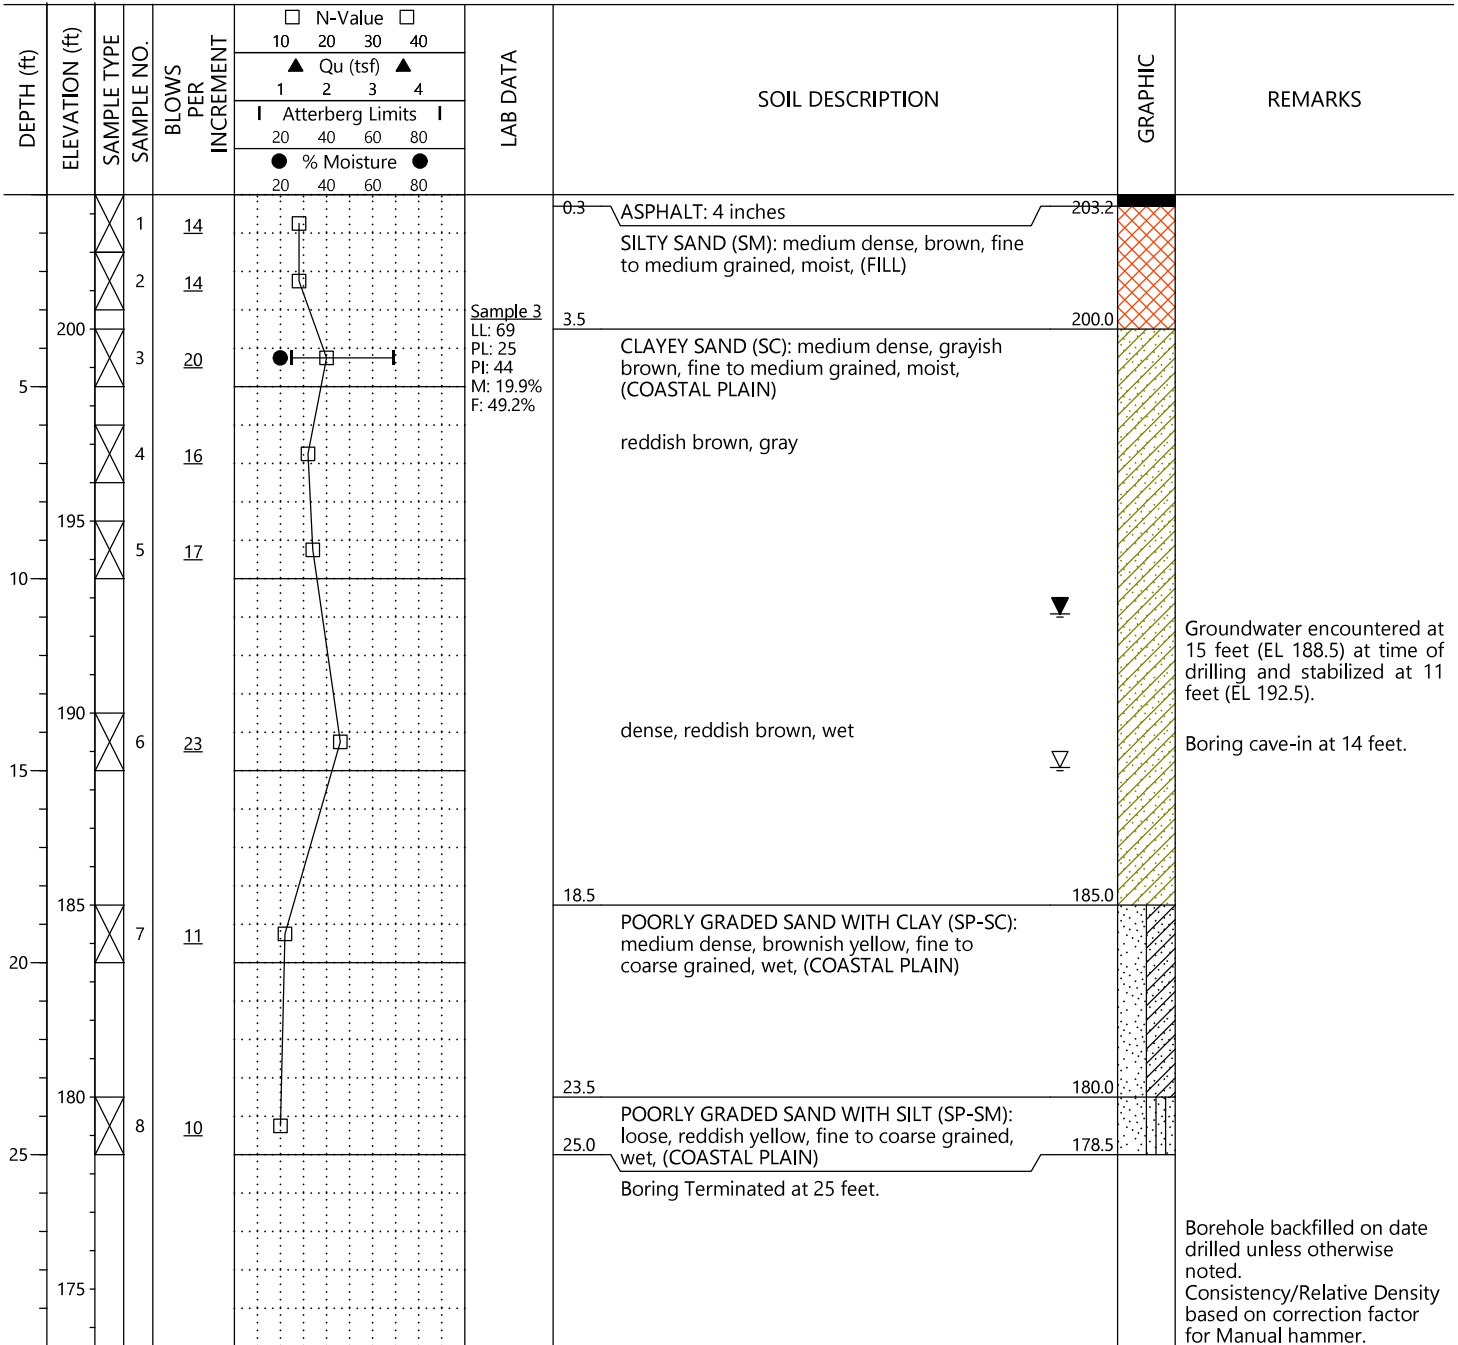 DEPTH (ft)
ELEVATION (ft)
SAMPLE TYPE
SAMPLE NO.
BLOWS
PER
INCREMENT
N-Value
10 20 30 40
Qu (tsf)
1 2 3 4
Atterberg Limits
20 40 60 80
% Moisture
20 40 60 80
LAB DATA
SOIL DESCRIPTION
GRAPHIC
REMARKS
1 14
0.3 ASPHALT: 4 inches 203.2
SILTY SAND (SM): medium dense, brown, fine
to medium grained, moist, (FILL)
2 14
200
3.5 200.0
3 20
Sample 3
LL: 69
PL: 25
PI: 44
M: 19.9%
F: 49.2%
CLAYEY SAND (SC): medium dense, grayish
brown, fine to medium grained, moist,
(COASTAL PLAIN)
5
4 16
reddish brown, gray
195
5 17
10
Groundwater encountered at
15 feet (EL 188.5) at time of
drilling and stabilized at 11
feet (EL 192.5).
190
6 23
dense, reddish brown, wet
Boring cave-in at 14 feet.
15
185
18.5 185.0
7 11
POORLY GRADED SAND WITH CLAY (SP-SC):
medium dense, brownish yellow, fine to
coarse grained, wet, (COASTAL PLAIN)
20
180
23.5 180.0
8 10
POORLY GRADED SAND WITH SILT (SP-SM):
loose, reddish yellow, fine to coarse grained,
wet, (COASTAL PLAIN)
25
25.0 178.5
Boring Terminated at 25 feet.
175
Borehole backfilled on date
drilled unless otherwise
noted.
Consistency/Relative Density
based on correction factor
for Manual hammer.